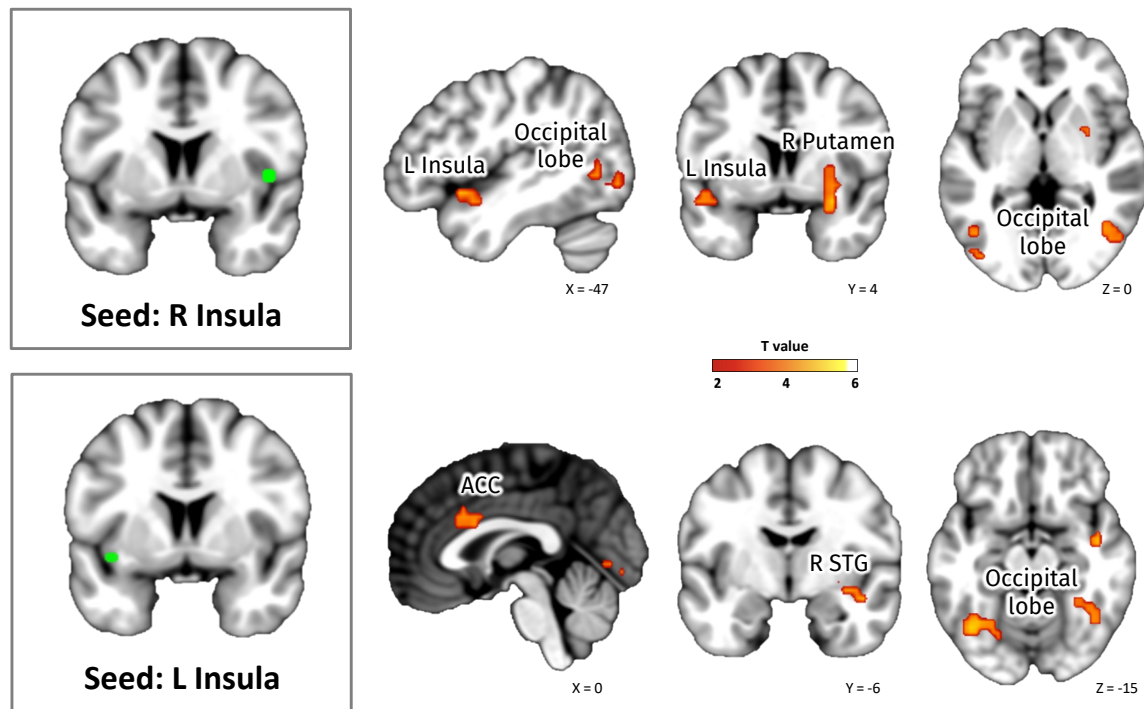 Seed: R Insula
L Insula
Occipital
lobe
X = -47
L Insula
R Putamen
Y = 4
Occipital
lobe
Z = 0
T value
2 4 6
Seed: L Insula
ACC
X = 0
R STG
Y = -6
Occipital
lobe
Z = -15